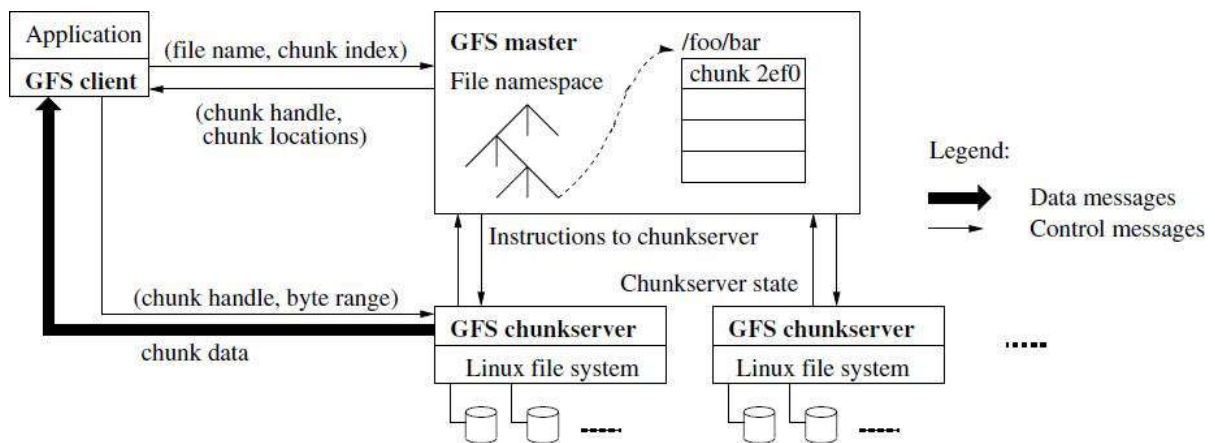 Application
GFS client
(file name, chunk index)
(chunk handle,
chunk locations)
GFS master
File namespace
/foo/bar
chunk 2ef0
Legend:
Data messages
Control messages
Instructions to chunkserver
Chunkserver state
(chunk handle, byte range)
chunk data
GFS chunkserver
Linux file system
GFS chunkserver
Linux file system